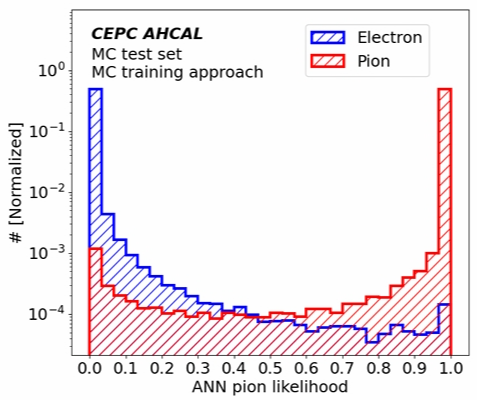 CEPC AHCAL
MC test set
MC training approach
Electron
Pion
# [Normalized]
10⁰
10⁻¹
10⁻²
10⁻³
10⁻⁴
0.0 0.1 0.2 0.3 0.4 0.5 0.6 0.7 0.8 0.9 1.0
ANN pion likelihood